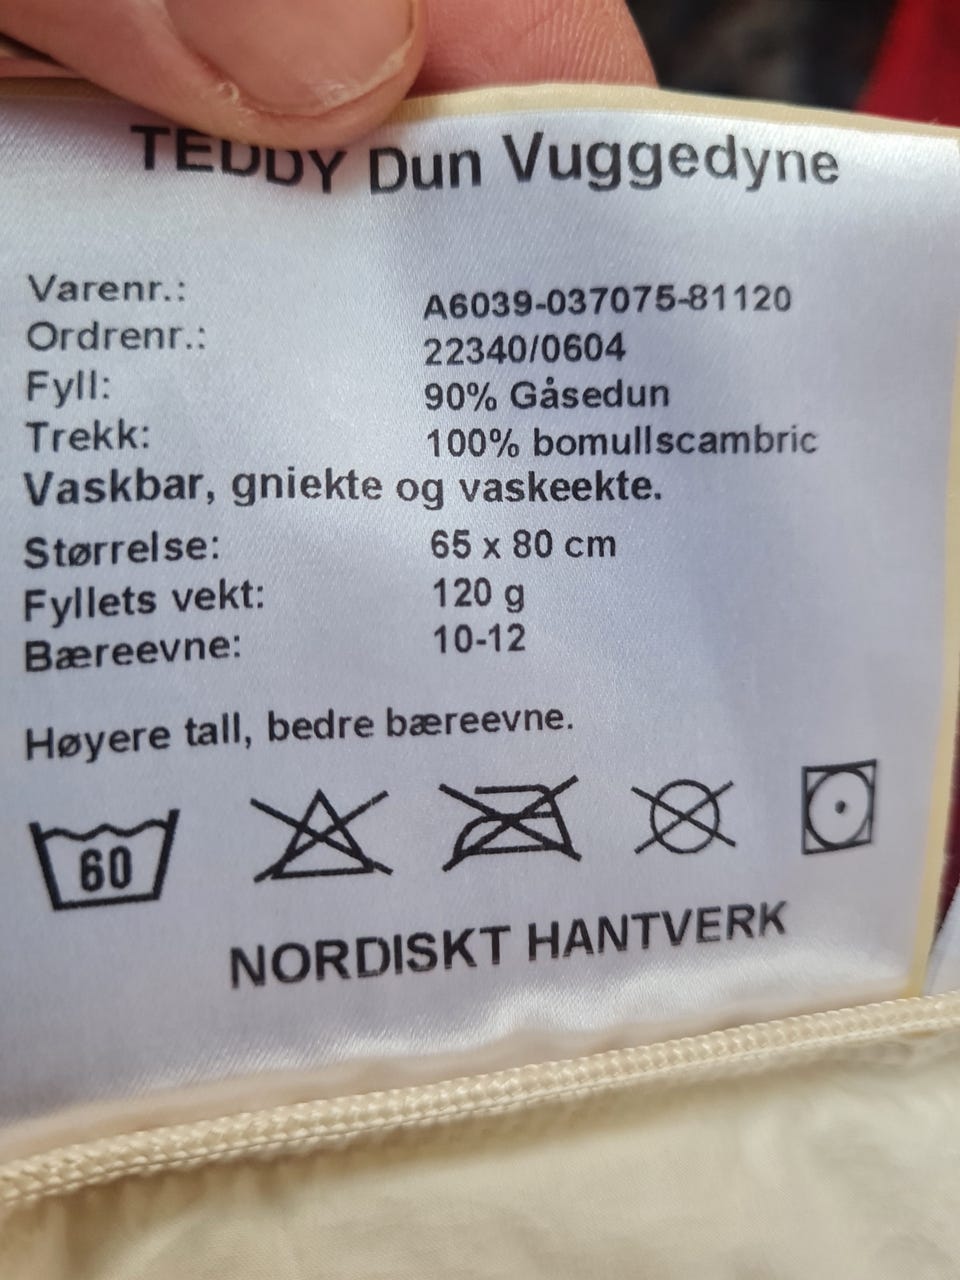 TEDDY Dun Vuggedyne
Varenr.: A6039-037075-81120
Ordrenr.: 22340/0604
Fyll: 90% Gåsedun
Trekk: 100% bomullscambric
Vaskbar, gniekte og vaskeekte.
Størrelse: 65 x 80 cm
Fyllets vekt: 120 g
Bæreevne: 10-12
Høyere tall, bedre bæreevne.
60
NORDISKT HANTVERK